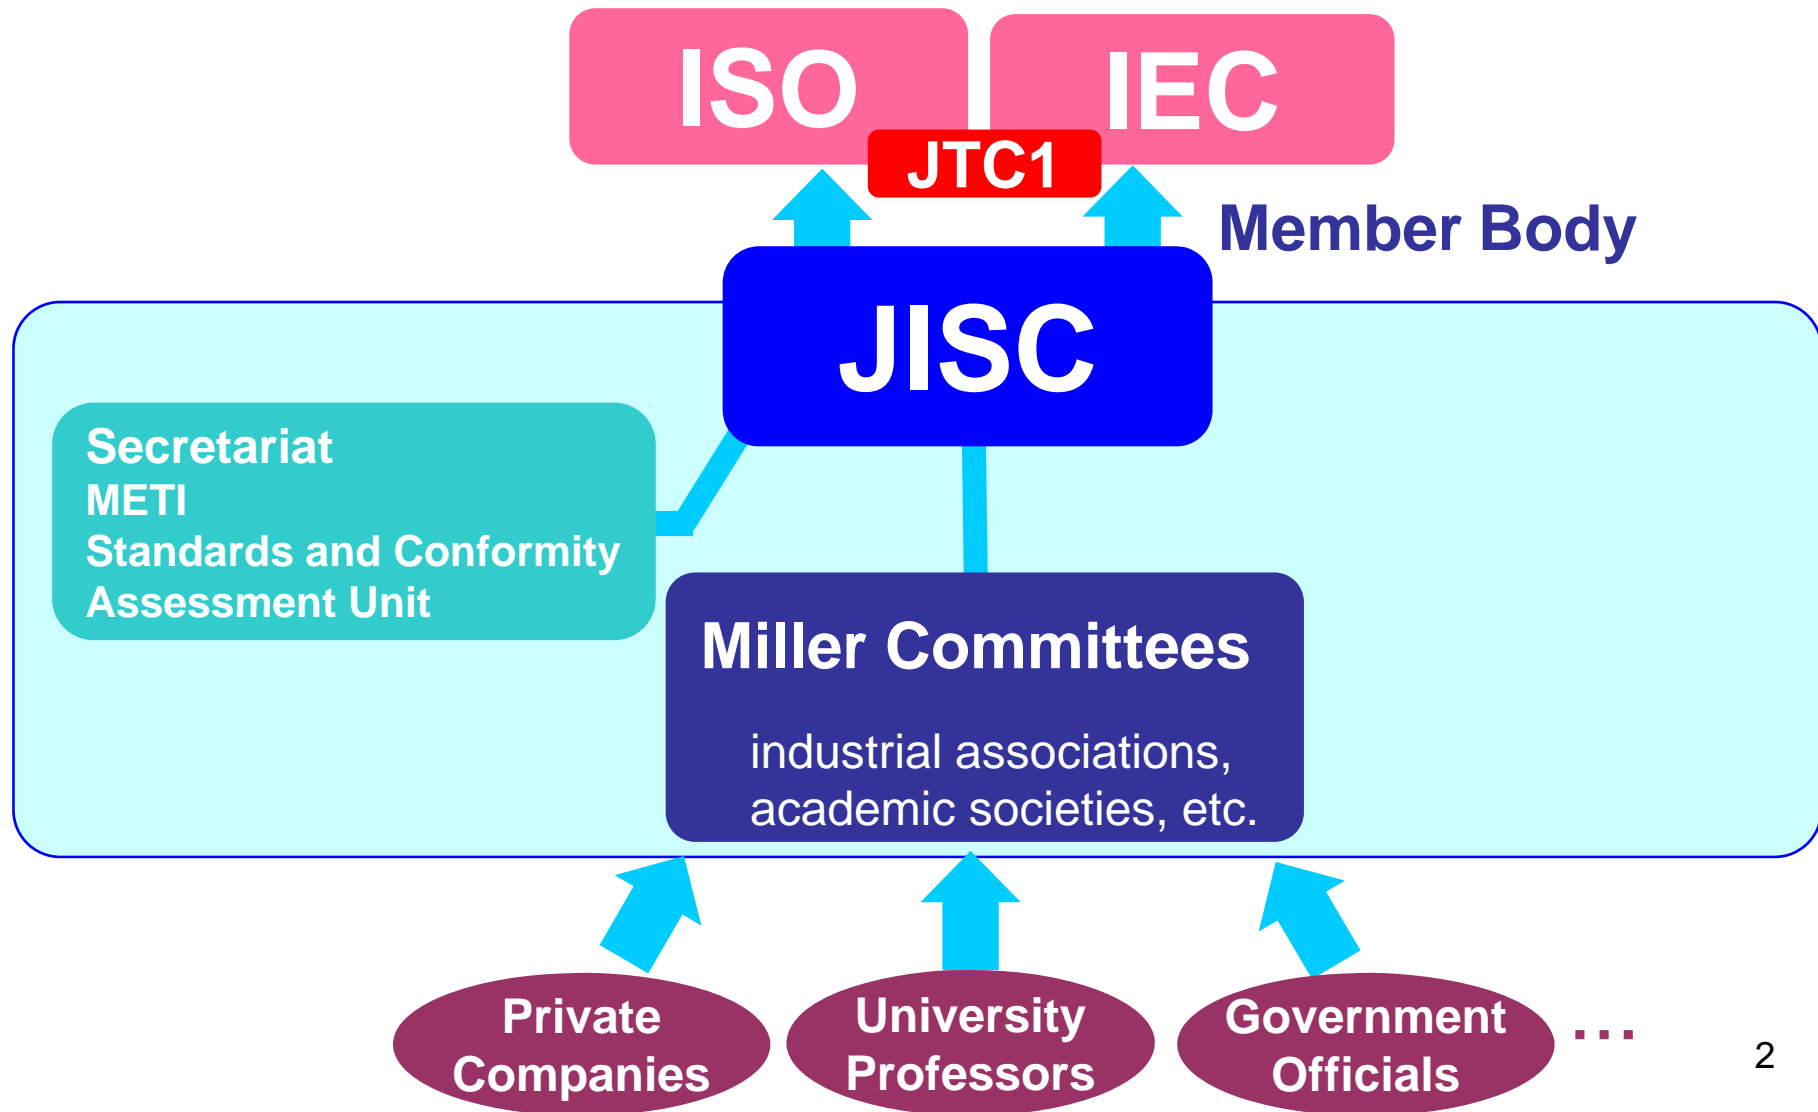 ISO
IEC
JTC1
Member Body
JISC
Secretariat
METI
Standards and Conformity
Assessment Unit
Miller Committees
industrial associations,
academic societies, etc.
Private
Companies
University
Professors
Government
Officials
...
2